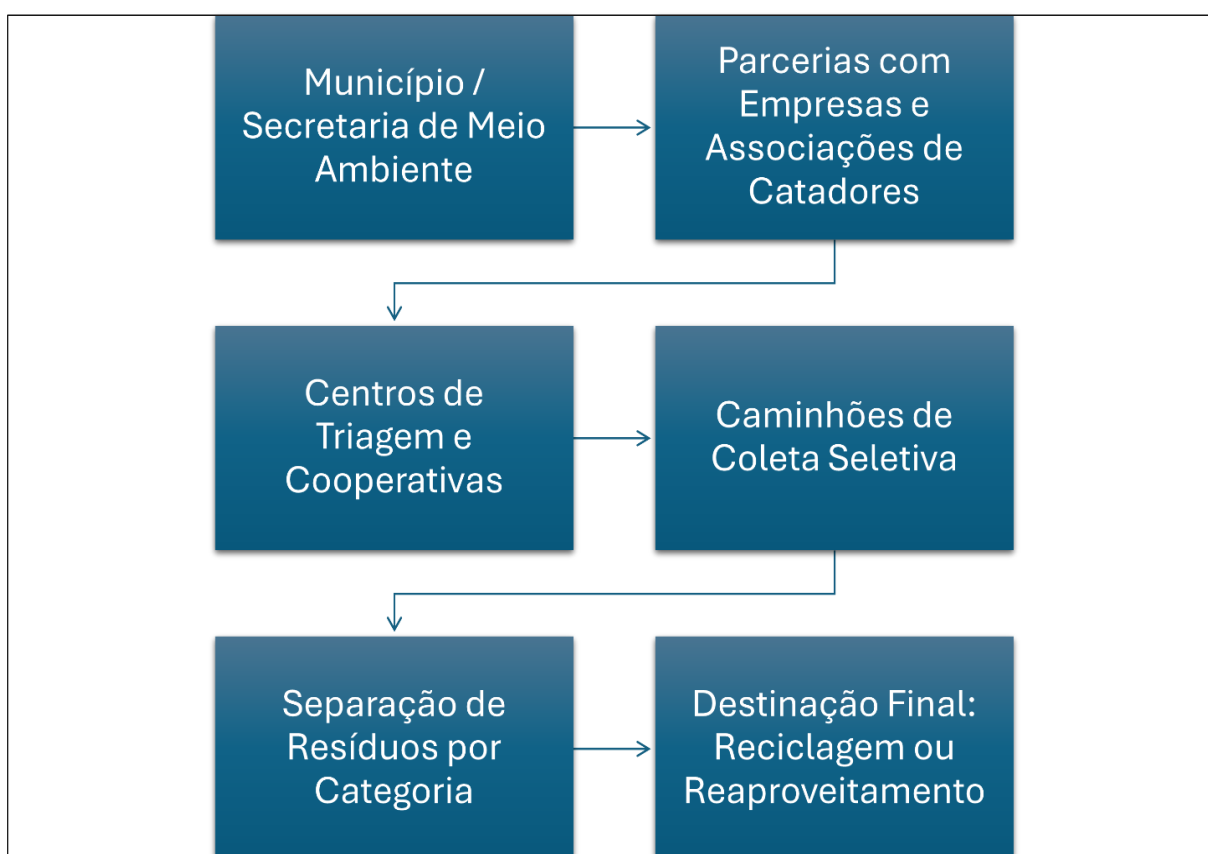 Município /
Secretaria de Meio
Ambiente
Parcerias com
Empresas e
Associações de
Catadores
Centros de
Triagem e
Cooperativas
Caminhões de
Coleta Seletiva
Separação de
Resíduos por
Categoria
Destinação Final:
Reciclagem ou
Reaproveitamento